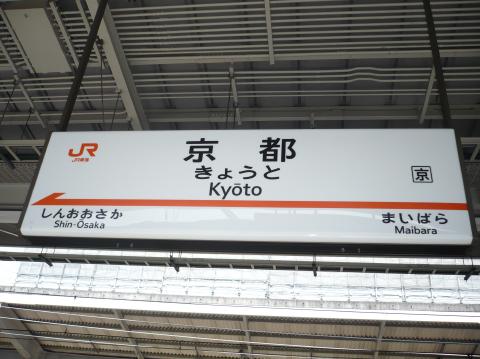 JR
JR東海
京都
きょうと
Kyōto
京
しんおおさか
Shin-Ōsaka
まいばら
Maibara